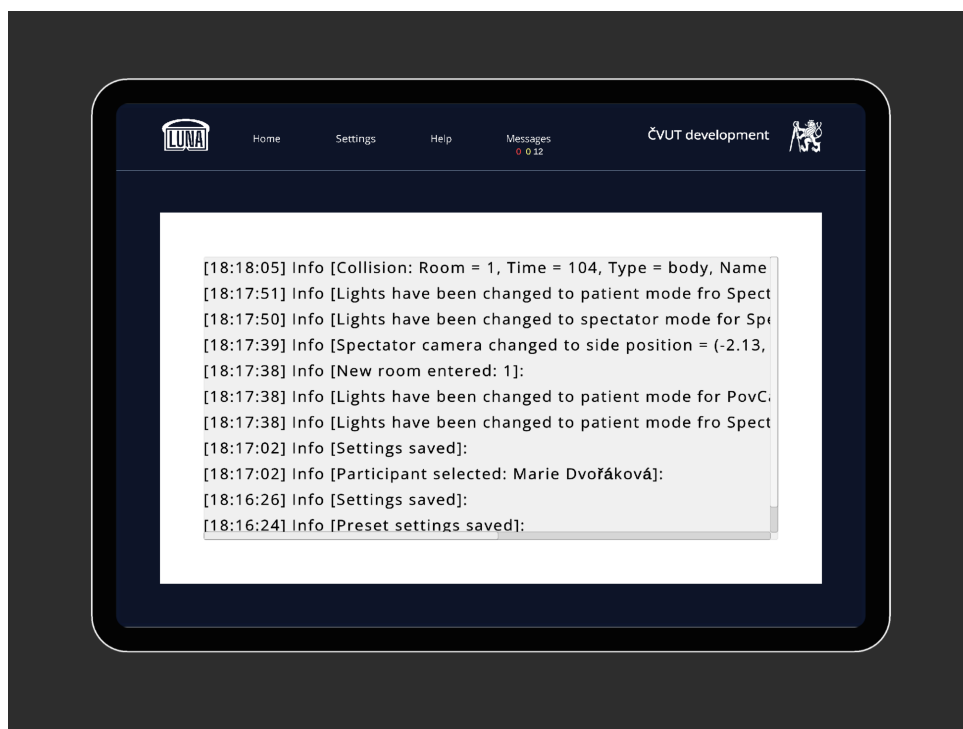 LUNA
Home Settings Help Messages ČVUT development
0 0 12
[18:18:05] Info [Collision: Room = 1, Time = 104, Type = body, Name
[18:17:51] Info [Lights have been changed to patient mode fro Spect
[18:17:50] Info [Lights have been changed to spectator mode for Spe
[18:17:39] Info [Spectator camera changed to side position = (-2.13,
[18:17:38] Info [New room entered: 1]:
[18:17:38] Info [Lights have been changed to patient mode for PovCa
[18:17:38] Info [Lights have been changed to patient mode fro Spect
[18:17:02] Info [Settings saved]:
[18:17:02] Info [Participant selected: Marie Dvořáková]:
[18:16:26] Info [Settings saved]:
[18:16:24] Info [Preset settings saved]: